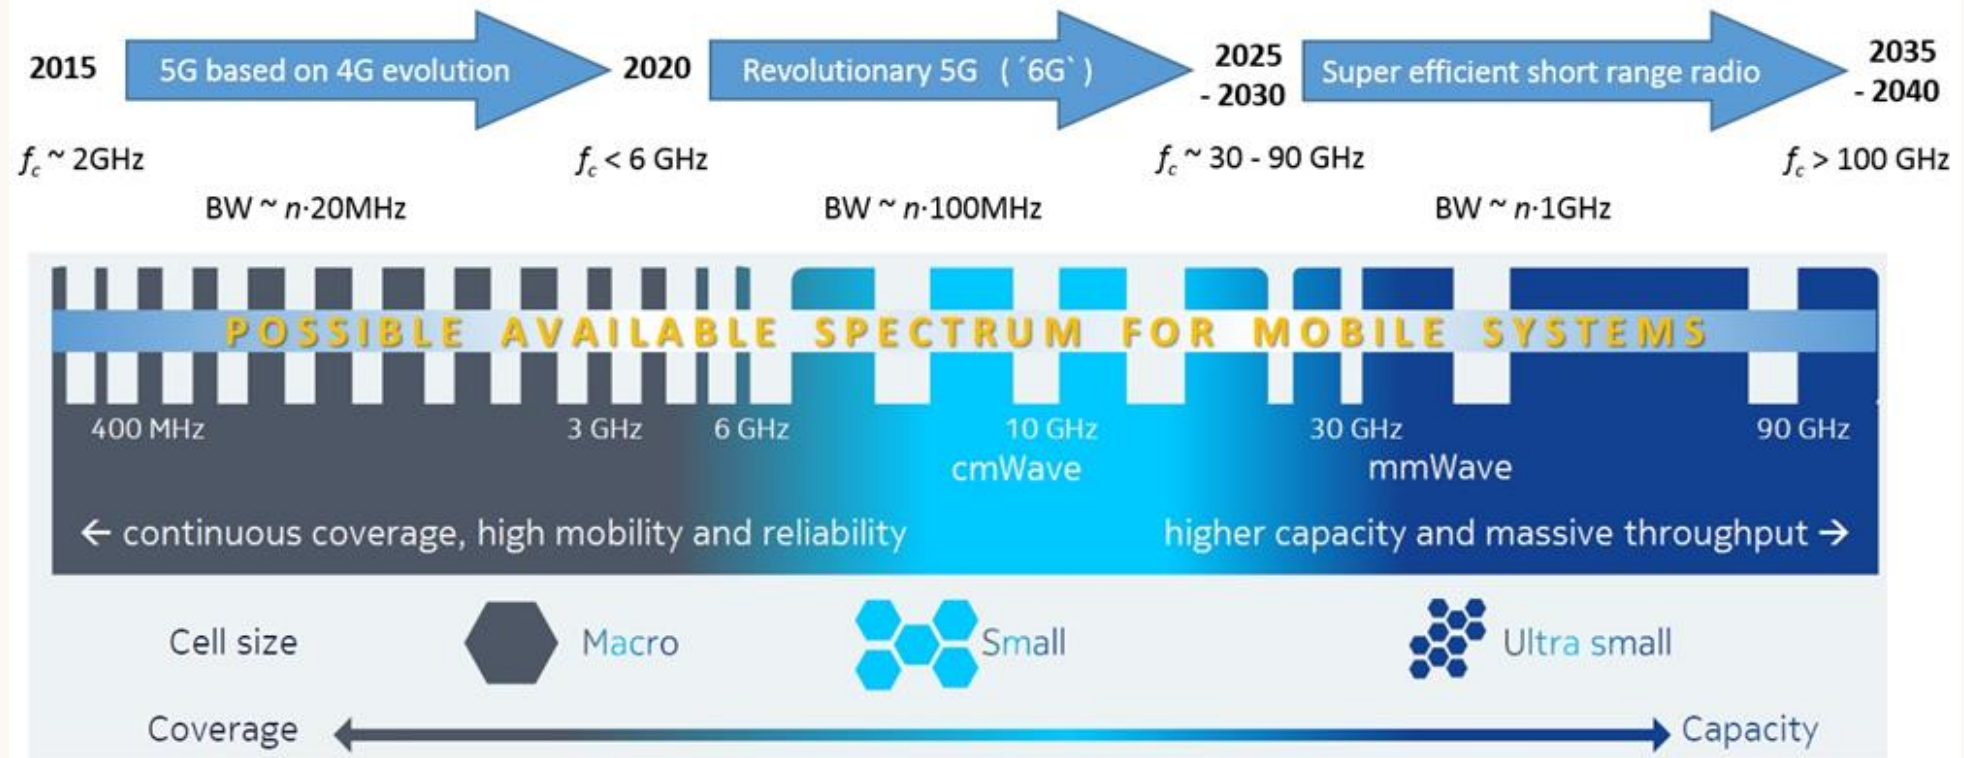 2015
5G based on 4G evolution
2020
Revolutionary 5G ( ´6G` )
2025
- 2030
Super efficient short range radio
2035
- 2040
fc ~ 2GHz
fc < 6 GHz
fc ~ 30 - 90 GHz
fc > 100 GHz
BW ~ n·20MHz
BW ~ n·100MHz
BW ~ n·1GHz
POSSIBLE AVAILABLE SPECTRUM FOR MOBILE SYSTEMS
400 MHz
3 GHz
6 GHz
10 GHz
30 GHz
90 GHz
cmWave
mmWave
← continuous coverage, high mobility and reliability
higher capacity and massive throughput →
Cell size
Macro
Small
Ultra small
Coverage
Capacity